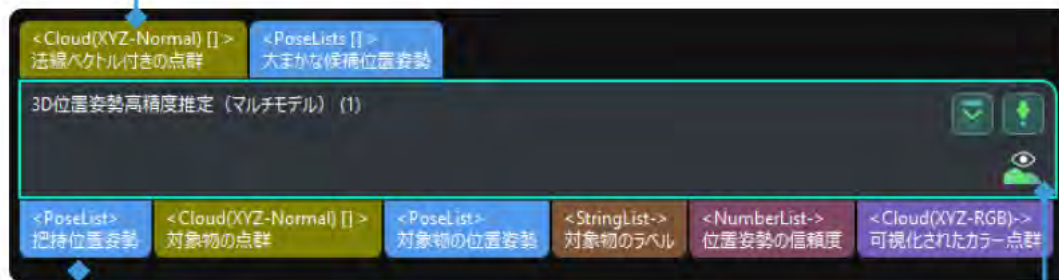 <Cloud(XYZ-Normal) []>
法線ベクトル付きの点群
<PoseLists []>
大まかな候補位置姿勢
3D位置姿勢高精度推定（マルチモデル） (1)
<PoseList>
把持位置姿勢
<Cloud(XYZ-Normal) []>
対象物の点群
<PoseList>
対象物の位置姿勢
<StringList->
対象物のラベル
<NumberList->
位置姿勢の信頼度
<Cloud(XYZ-RGB)->
可視化されたカラー点群